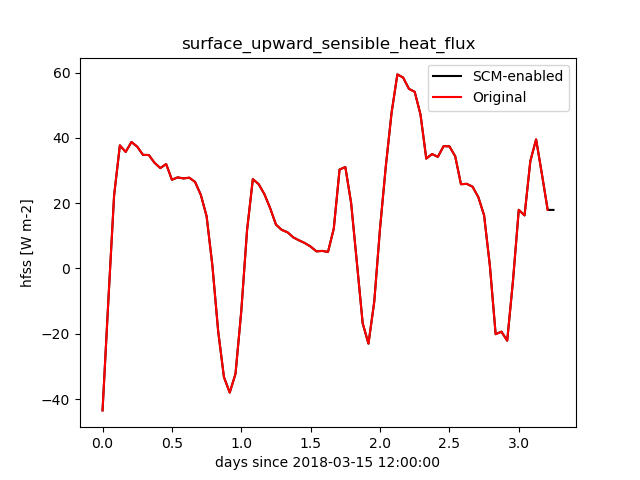 surface_upward_sensible_heat_flux
SCM-enabled
Original
hfss [W m-2]
60
40
20
0
−20
−40
0.0 0.5 1.0 1.5 2.0 2.5 3.0
days since 2018-03-15 12:00:00